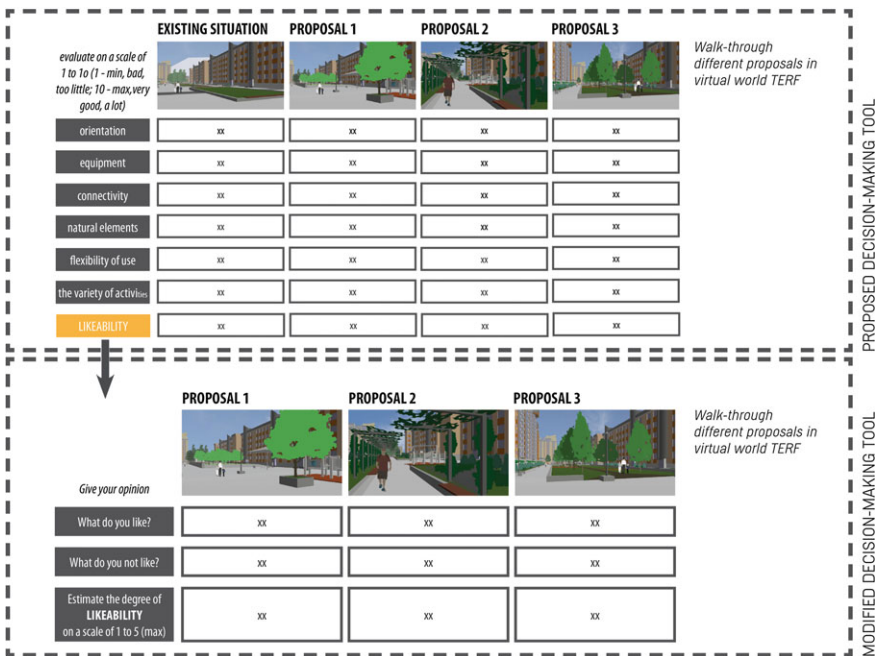 EXISTING SITUATION PROPOSAL 1 PROPOSAL 2 PROPOSAL 3
evaluate on a scale of
1 to 1o (1 - min, bad,
too little; 10 - max,very
good, a lot)
Walk-through
different proposals in
virtual world TERF
orientation xx xx xx xx
equipment xx xx xx xx
connectivity xx xx xx xx
natural elements xx xx xx xx
flexibility of use xx xx xx xx
the variety of activities xx xx xx xx
LIKEABILITY xx xx xx xx
PROPOSED DECISION-MAKING TOOL
PROPOSAL 1 PROPOSAL 2 PROPOSAL 3
Walk-through
different proposals in
virtual world TERF
Give your opinion
What do you like? xx xx xx
What do you not like? xx xx xx
Estimate the degree of
LIKEABILITY xx xx xx
on a scale of 1 to 5 (max)
MODIFIED DECISION-MAKING TOOL